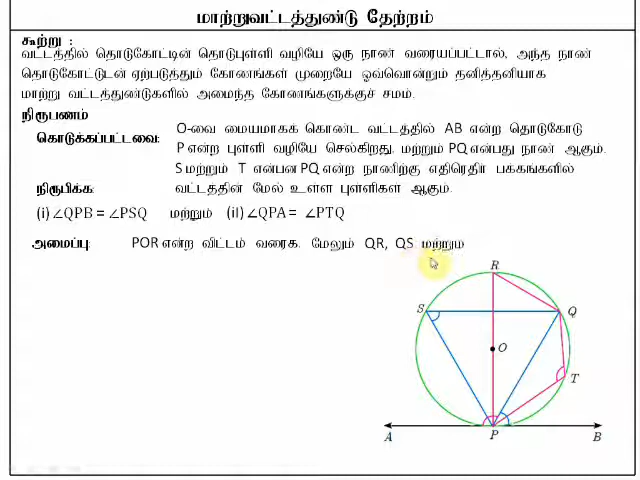 மாற்றுவட்டத்துண்டு தேற்றம்
கூற்று :
வட்டத்தில் தொடுகோட்டின் தொடுபுள்ளி வழியே ஒரு நாண் வரையப்பட்டால், அந்த நாண்
தொடுகோட்டுடன் ஏற்படுத்தும் கோணங்கள் முறையே ஒவ்வொன்றும் தனித்தனியாக
மாற்று வட்டத்துண்டுகளில் அமைந்த கோணங்களுக்குச் சமம்.
நிரூபணம்
கொடுக்கப்பட்டவை: O-வை மையமாகக் கொண்ட வட்டத்தில் AB என்ற தொடுகோடு
P என்ற புள்ளி வழியே செல்கிறது. மற்றும் PQ என்பது நாண் ஆகும்.
S மற்றும் T என்பன PQ என்ற நாணிற்கு எதிரெதிர் பக்கங்களில்
நிரூபிக்க: வட்டத்தின் மேல் உள்ள புள்ளிகள் ஆகும்.
(i) ∠QPB = ∠PSQ மற்றும் (iI) ∠QPA = ∠PTQ
அமைப்பு: POR என்ற விட்டம் வரைக. மேலும் QR, QS மற்றும
R
S
Q
O
T
A
P
B